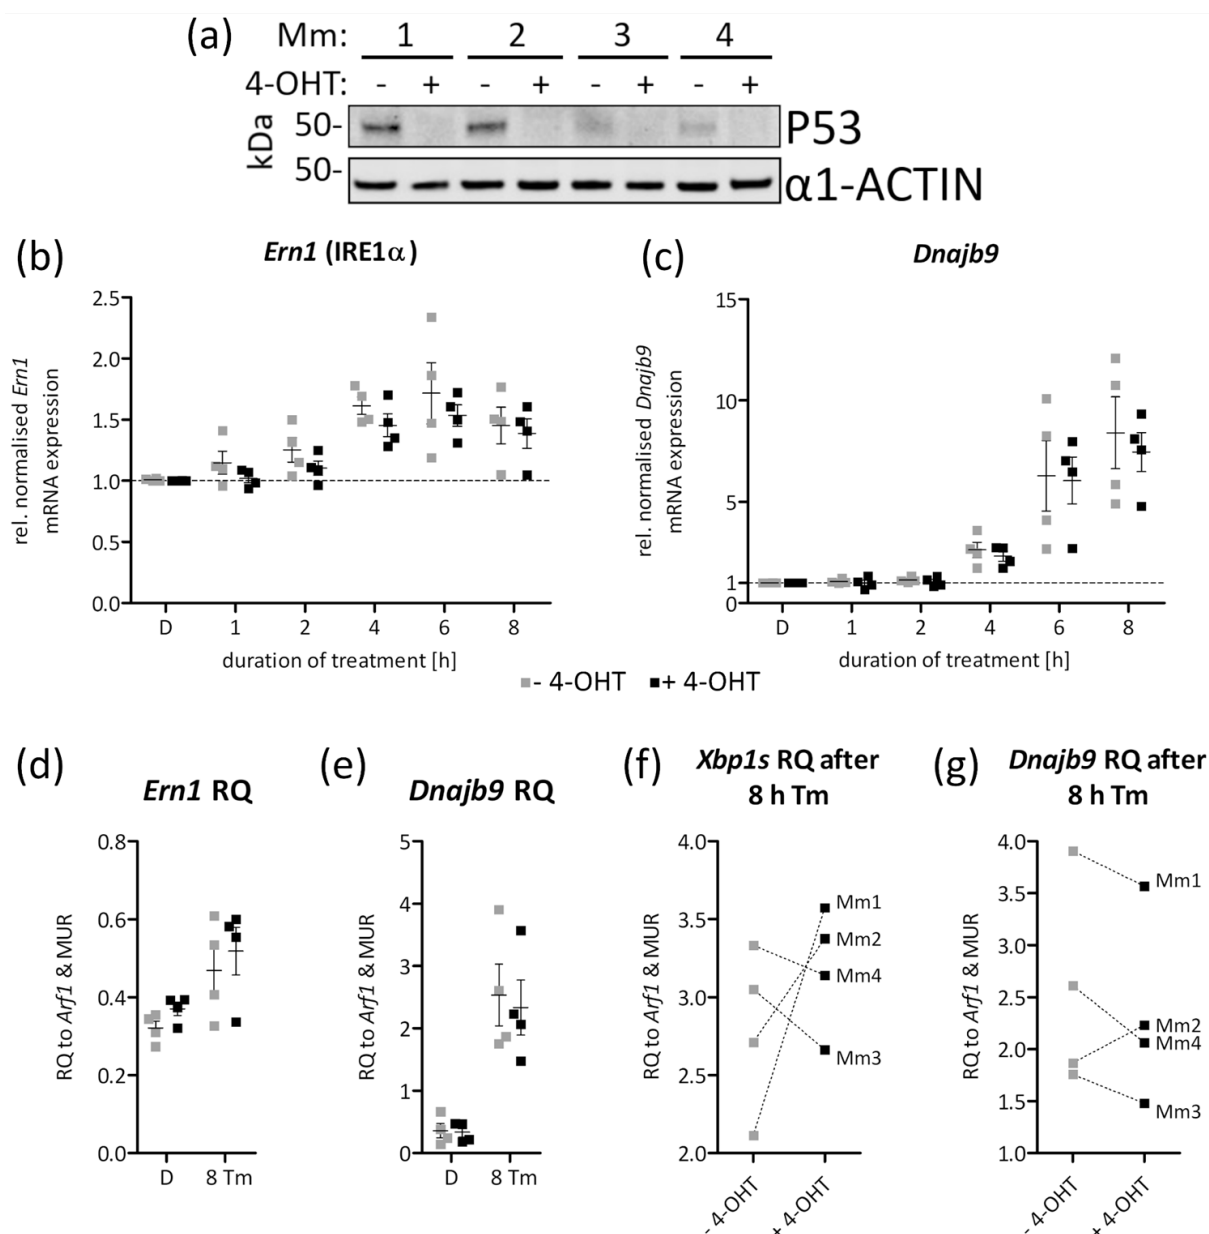 (a) Mm: 1 2 3 4
4-OHT: - + - + - + - +
kDa
50- P53
50- α1-ACTIN
(b) Ern1 (IRE1α)
rel. normalised Ern1
mRNA expression
2.5
2.0
1.5
1.0
0.5
0.0
D 1 2 4 6 8
duration of treatment [h]
(c) Dnajb9
rel. normalised Dnajb9
mRNA expression
15
10
5
1
0
D 1 2 4 6 8
duration of treatment [h]
- 4-OHT + 4-OHT
(d) Ern1 RQ
RQ to Arf1 & MUR
0.8
0.6
0.4
0.2
0.0
D 8 Tm
(e) Dnajb9 RQ
RQ to Arf1 & MUR
5
4
3
2
1
0
D 8 Tm
(f) Xbp1s RQ after
8 h Tm
RQ to Arf1 & MUR
4.0
3.5
3.0
2.5
2.0
Mm1
Mm2
Mm4
Mm3
- 4-OHT
+ 4-OHT
(g) Dnajb9 RQ after
8 h Tm
RQ to Arf1 & MUR
4.0
3.5
3.0
2.5
2.0
1.5
1.0
Mm1
Mm2
Mm4
Mm3
- 4-OHT
+ 4-OHT